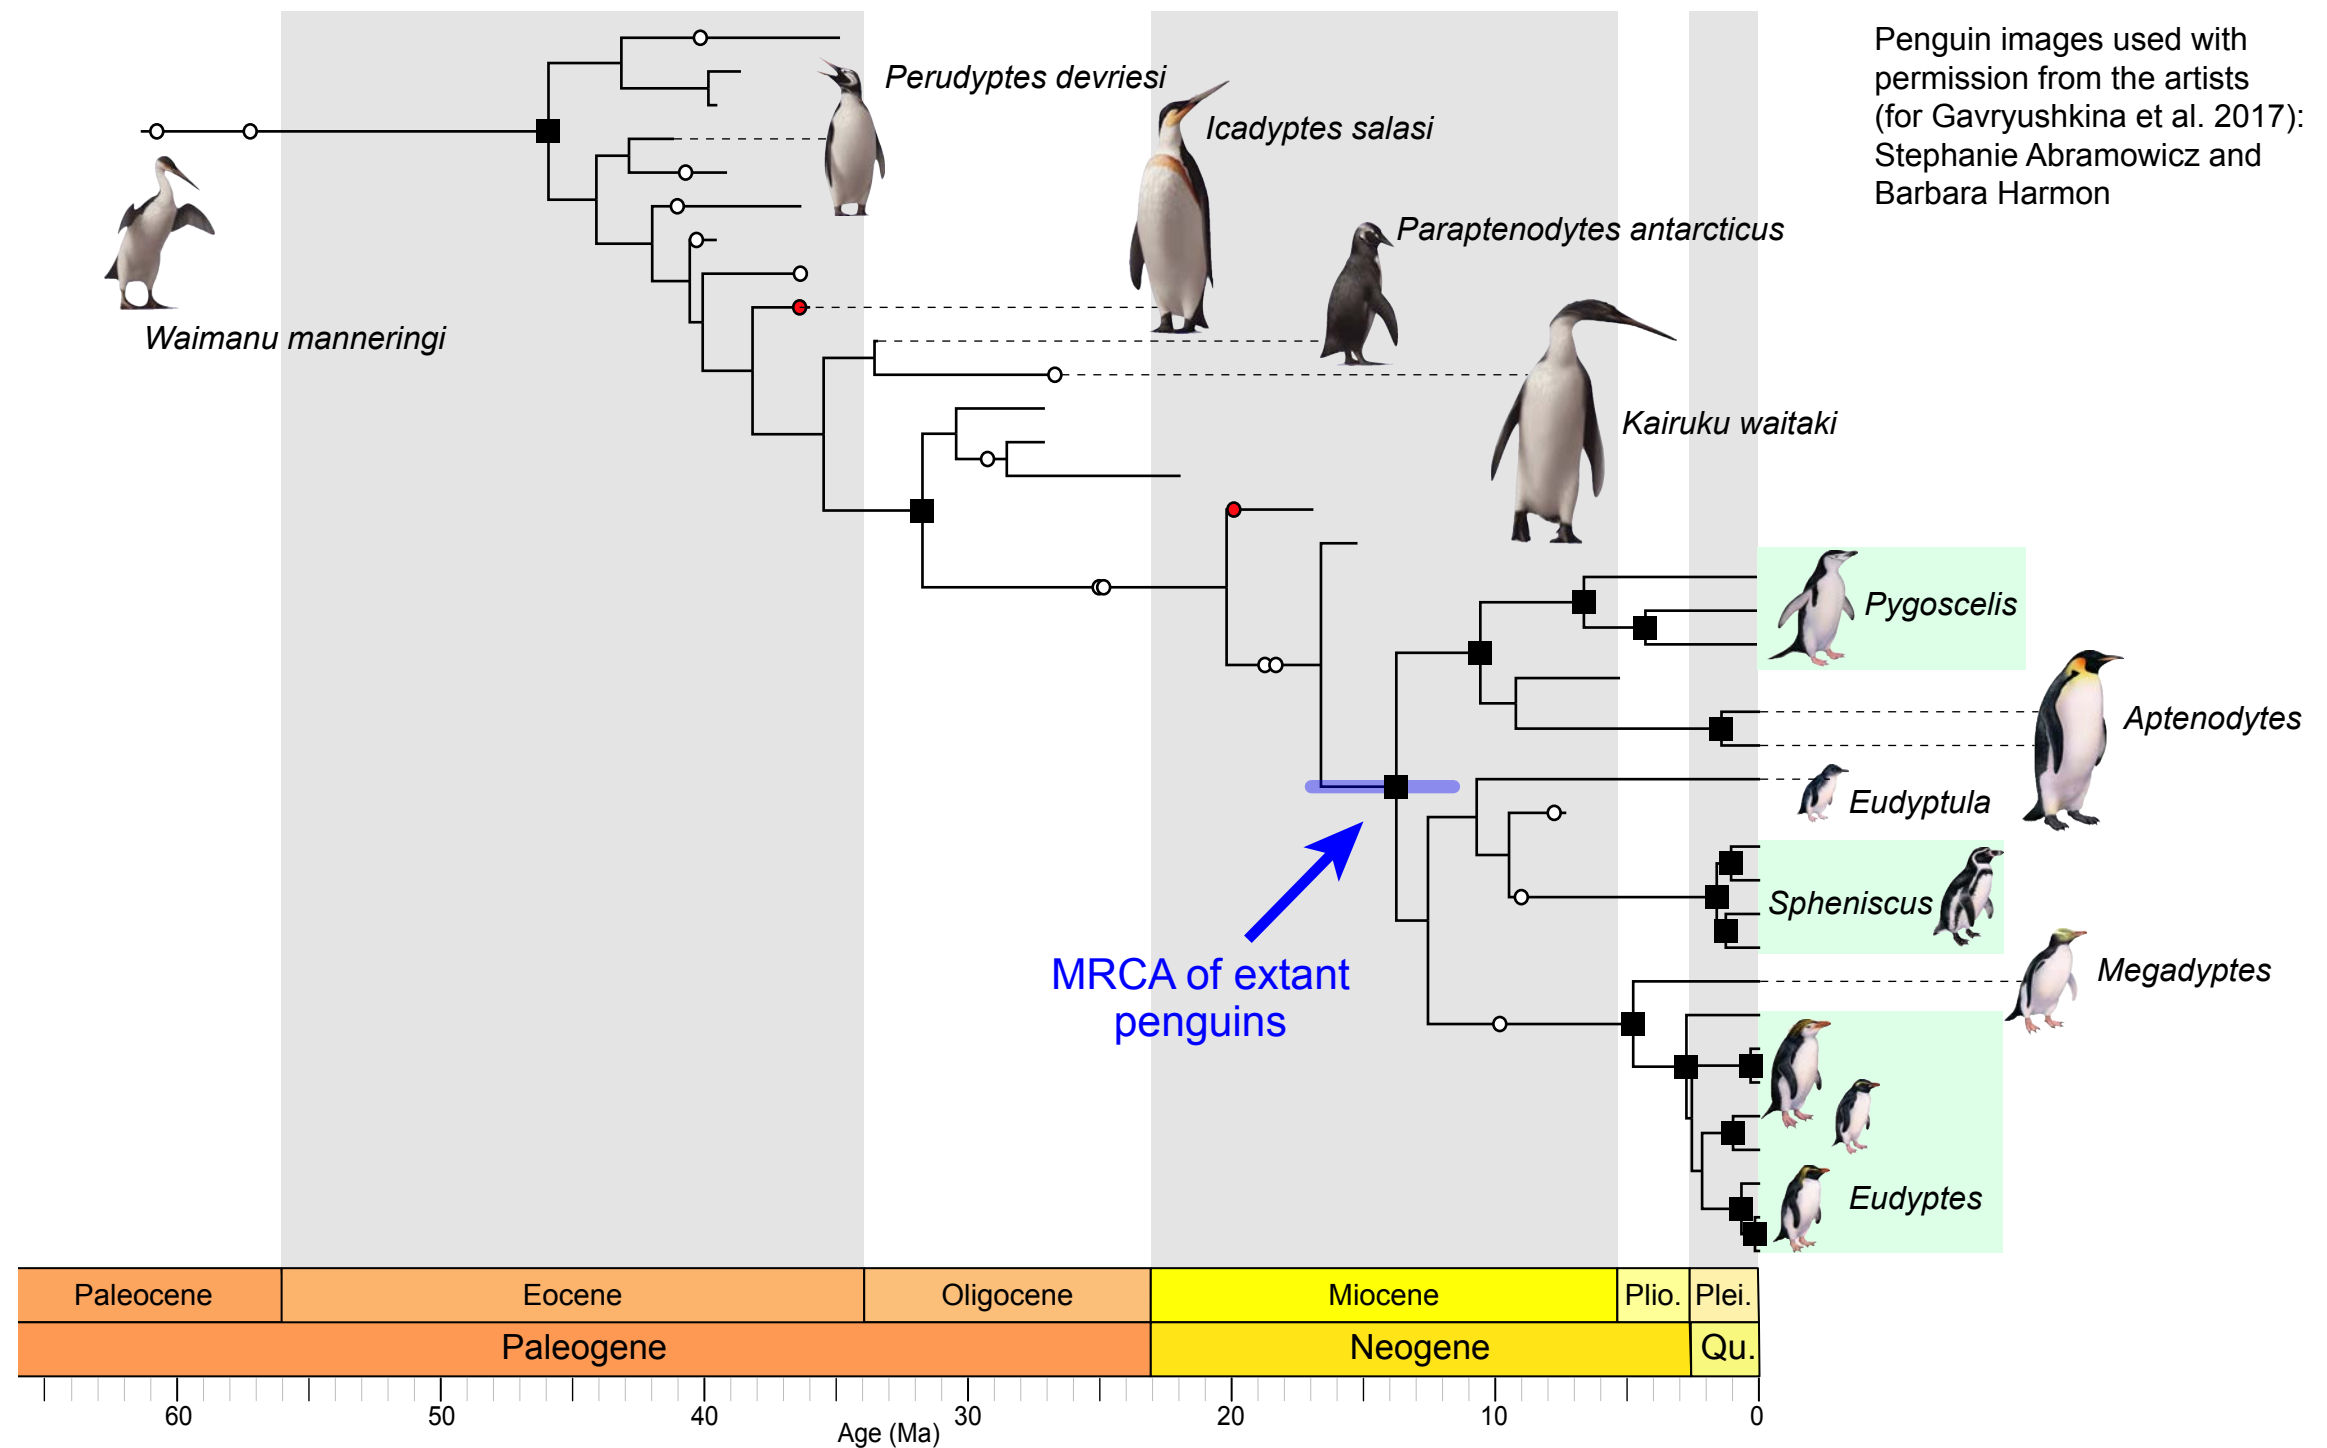 Penguin images used with
permission from the artists
(for Gavryushkina et al. 2017):
Stephanie Abramowicz and
Barbara Harmon
Perudyptes devriesi
Icadyptes salasi
Paraptenodytes antarcticus
Waimanu manneringi
Kairuku waitaki
Pygoscelis
Aptenodytes
Eudyptula
Spheniscus
MRCA of extant
penguins
Megadyptes
Eudyptes
Paleocene
Eocene
Oligocene
Miocene
Plio.
Plei.
Paleogene
Neogene
Qu.
60
50
40
30
20
10
0
Age (Ma)